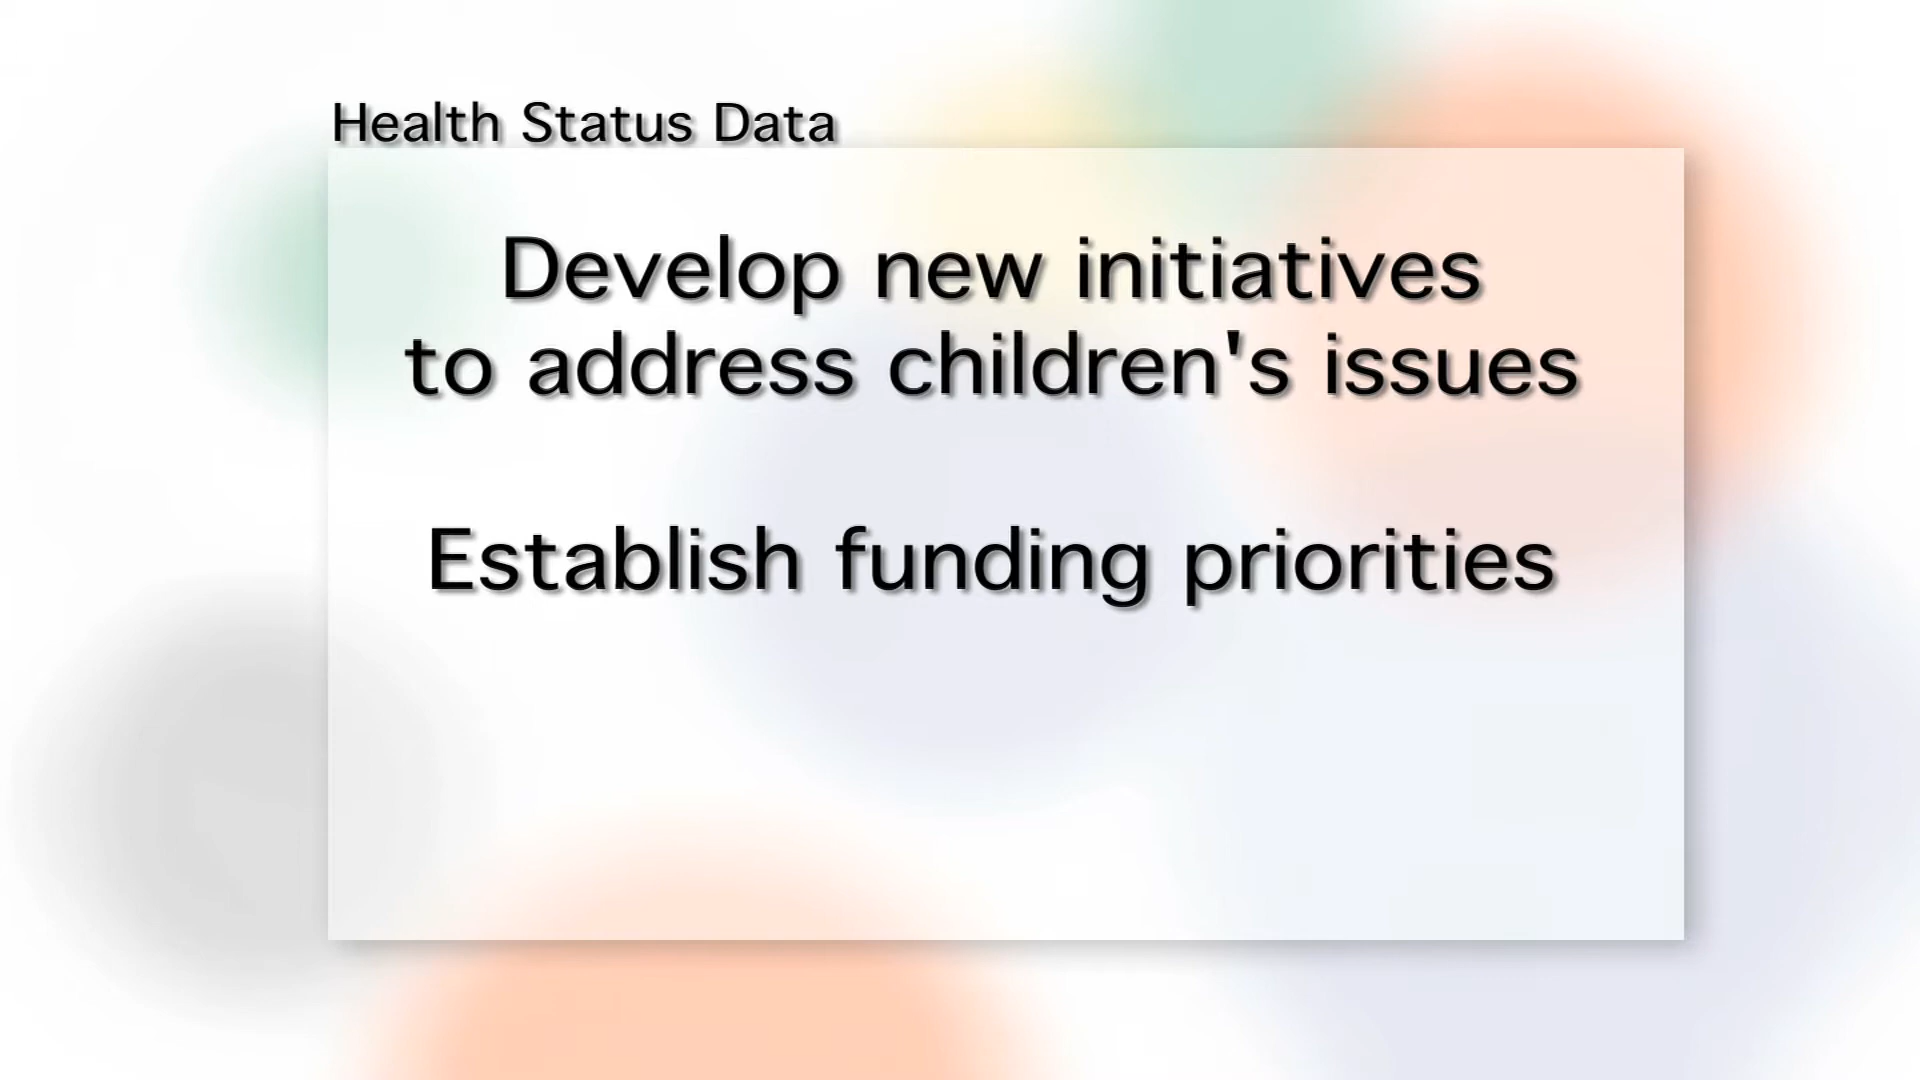 Health Status Data
Develop new initiatives
to address children's issues
Establish funding priorities